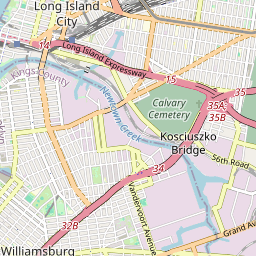 Long Island
City
14
Long Island Expressway
Kings County
15
35
Newtown Creek
Calvary
Cemetery
35A
35B
Kosciuszko
Bridge
56th Road
34
32B
Vandervoort Avenue
Grand Av
Williamsburg